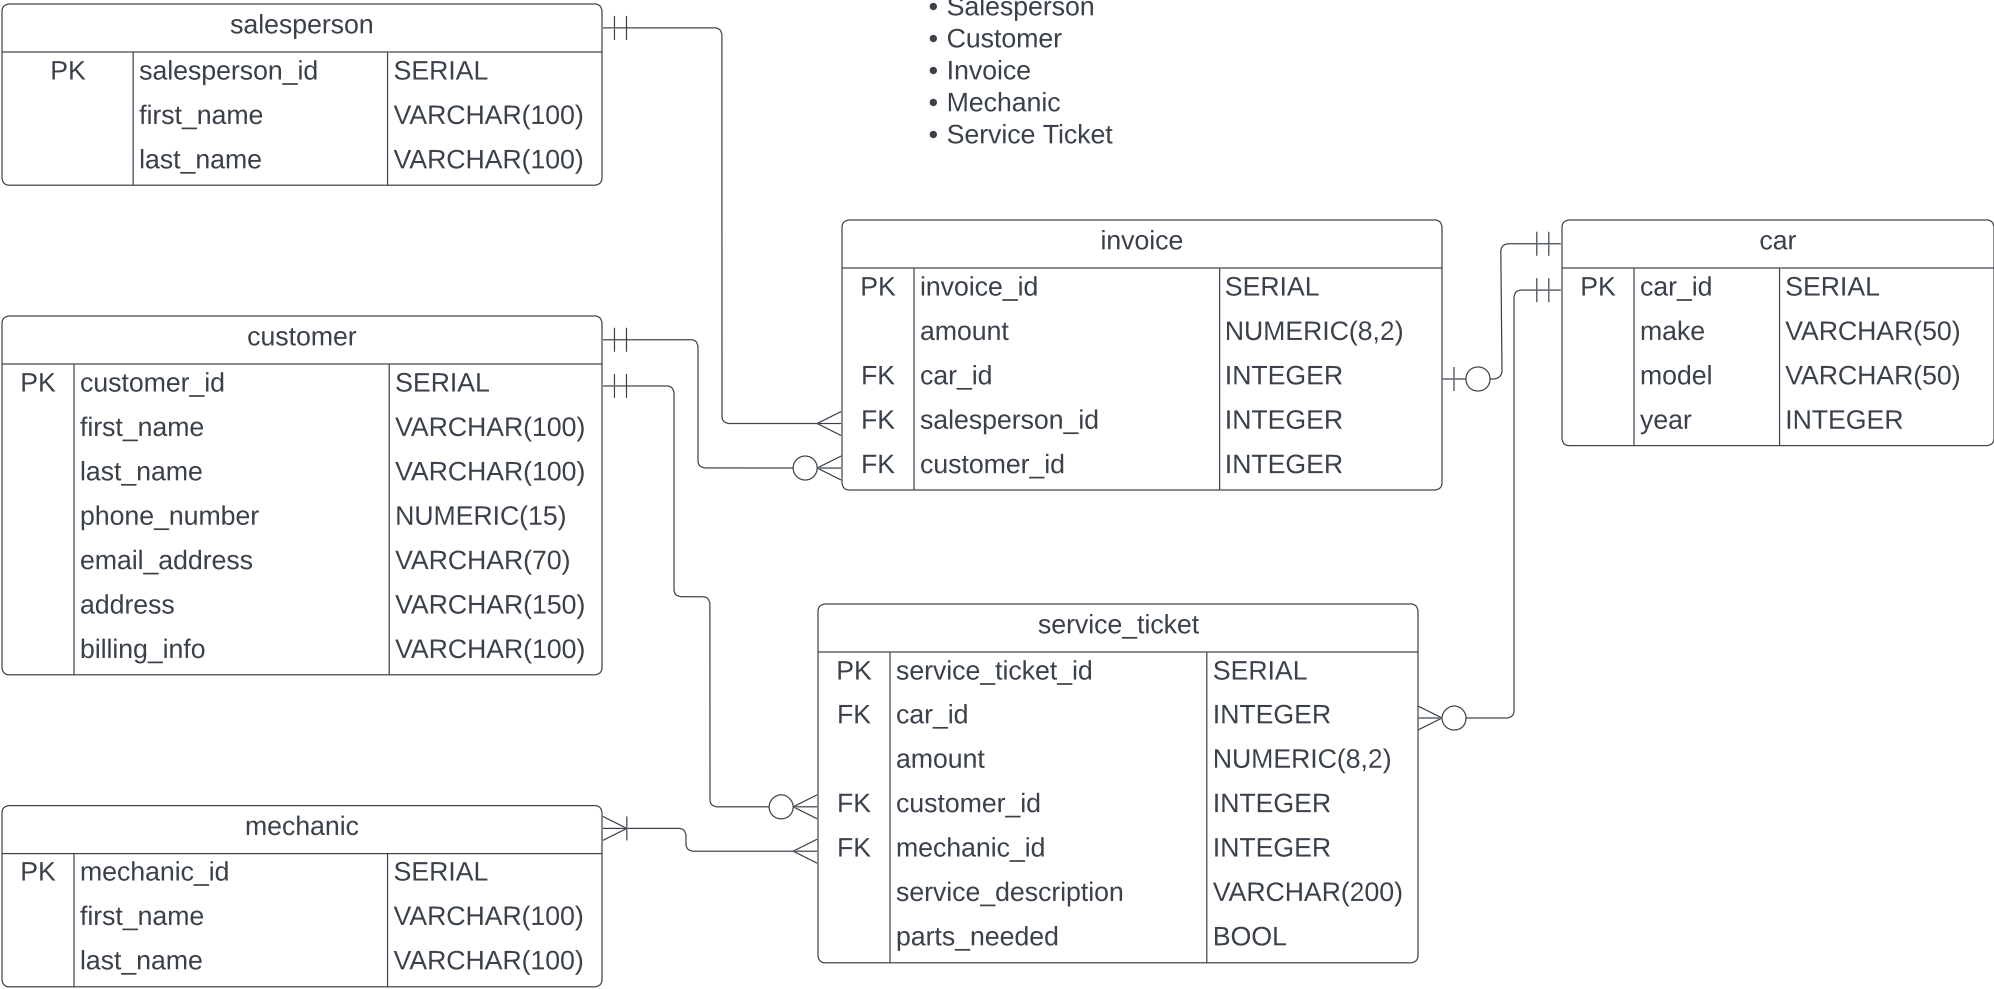 salesperson
PK salesperson_id SERIAL
first_name VARCHAR(100)
last_name VARCHAR(100)
• Salesperson
• Customer
• Invoice
• Mechanic
• Service Ticket
invoice
PK invoice_id SERIAL
amount NUMERIC(8,2)
FK car_id INTEGER
FK salesperson_id INTEGER
FK customer_id INTEGER
car
PK car_id SERIAL
make VARCHAR(50)
model VARCHAR(50)
year INTEGER
customer
PK customer_id SERIAL
first_name VARCHAR(100)
last_name VARCHAR(100)
phone_number NUMERIC(15)
email_address VARCHAR(70)
address VARCHAR(150)
billing_info VARCHAR(100)
service_ticket
PK service_ticket_id SERIAL
FK car_id INTEGER
amount NUMERIC(8,2)
FK customer_id INTEGER
FK mechanic_id INTEGER
service_description VARCHAR(200)
parts_needed BOOL
mechanic
PK mechanic_id SERIAL
first_name VARCHAR(100)
last_name VARCHAR(100)